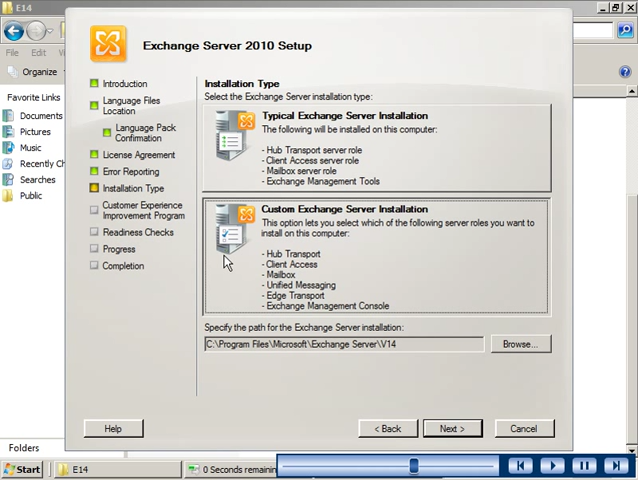 E14
File
Edit
Organize
Favorite Links
Documents
Pictures
Music
Recently Ch
Searches
Public
Folders
Exchange Server 2010 Setup
Introduction
Language Files
Location
Language Pack
Confirmation
License Agreement
Error Reporting
Installation Type
Customer Experience
Improvement Program
Readiness Checks
Progress
Completion
Installation Type
Select the Exchange Server installation type:
Typical Exchange Server Installation
The following will be installed on this computer:
- Hub Transport server role
- Client Access server role
- Mailbox server role
- Exchange Management Tools
Custom Exchange Server Installation
This option lets you select which of the following server roles you want to
install on this computer:
- Hub Transport
- Client Access
- Mailbox
- Unified Messaging
- Edge Transport
- Exchange Management Console
Specify the path for the Exchange Server installation:
C:\Program Files\Microsoft\Exchange Server\V14
Browse...
Help
< Back
Next >
Cancel
Start
E14
0 Seconds remainin